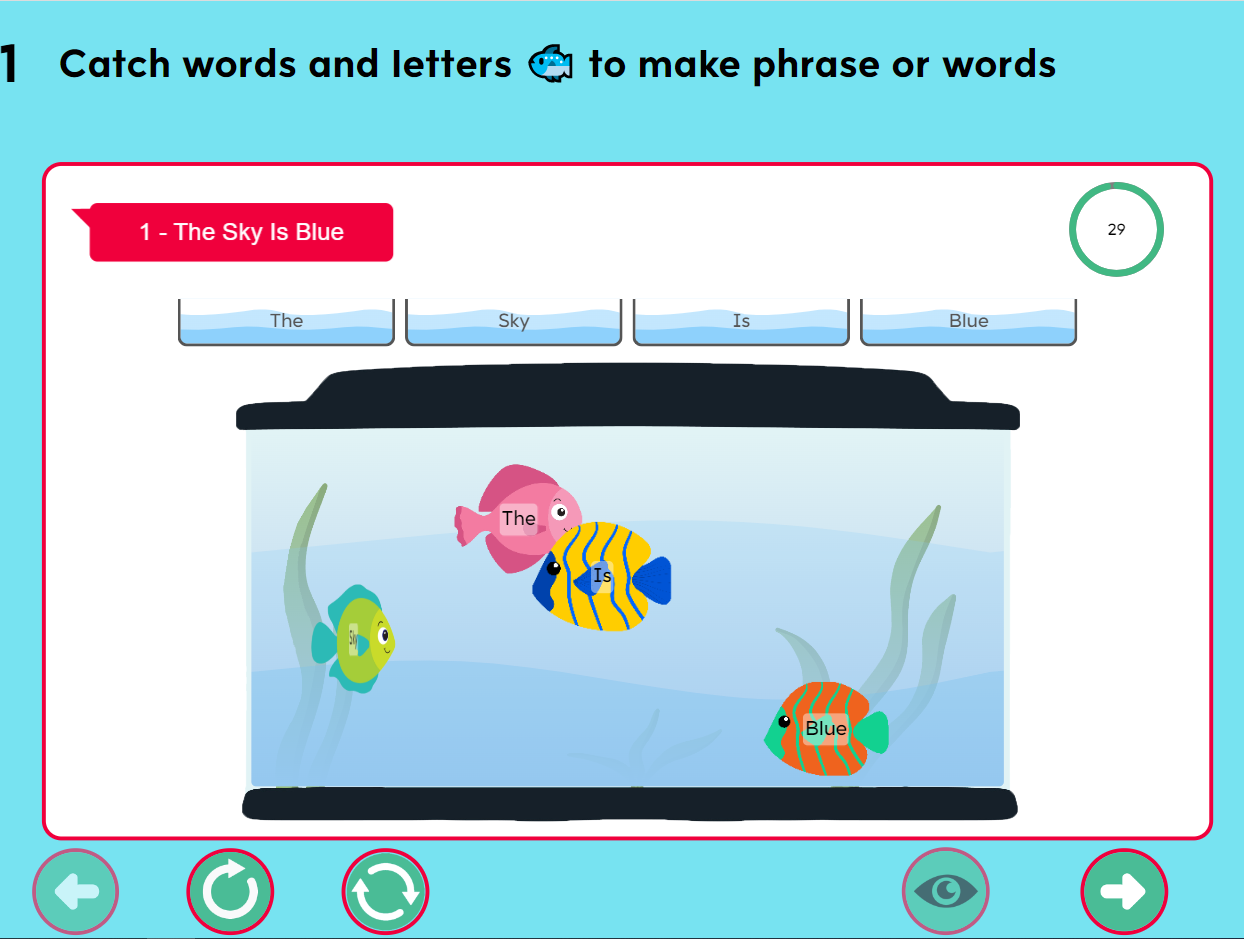 1 Catch words and letters to make phrase or words
1 - The Sky Is Blue
29
The Sky Is Blue
The
Is
Sky
Blue